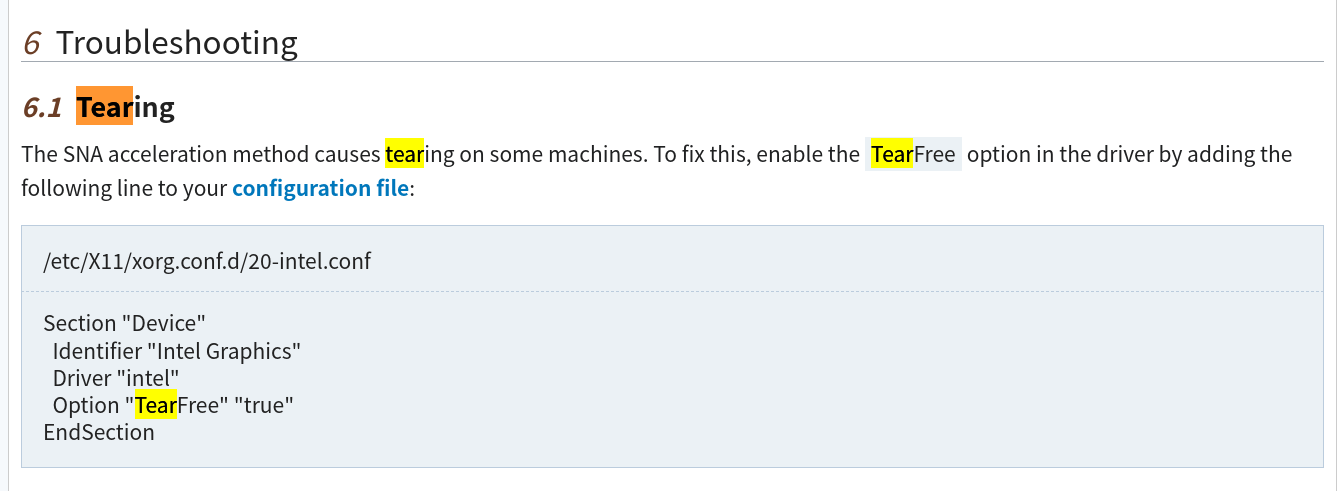 6 Troubleshooting
6.1 Tearing
The SNA acceleration method causes tearing on some machines. To fix this, enable the TearFree option in the driver by adding the
following line to your configuration file:
/etc/X11/xorg.conf.d/20-intel.conf
Section "Device"
  Identifier "Intel Graphics"
  Driver "intel"
  Option "TearFree" "true"
EndSection